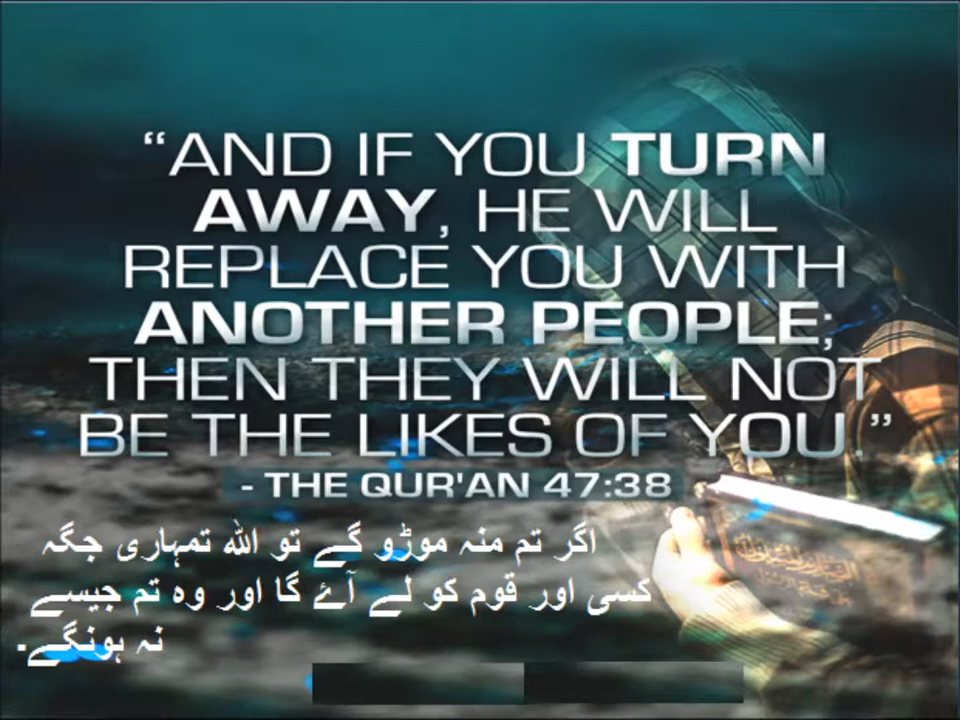 “AND IF YOU TURN
AWAY, HE WILL
REPLACE YOU WITH
ANOTHER PEOPLE;
THEN THEY WILL NOT
BE THE LIKES OF YOU.”
- THE QUR'AN 47:38
اگر تم منہ موڑو گے تو اللہ تمہاری جگہ
کسی اور قوم کو لے آۓ گا اور وہ تم جیسے
نہ ہونگے۔